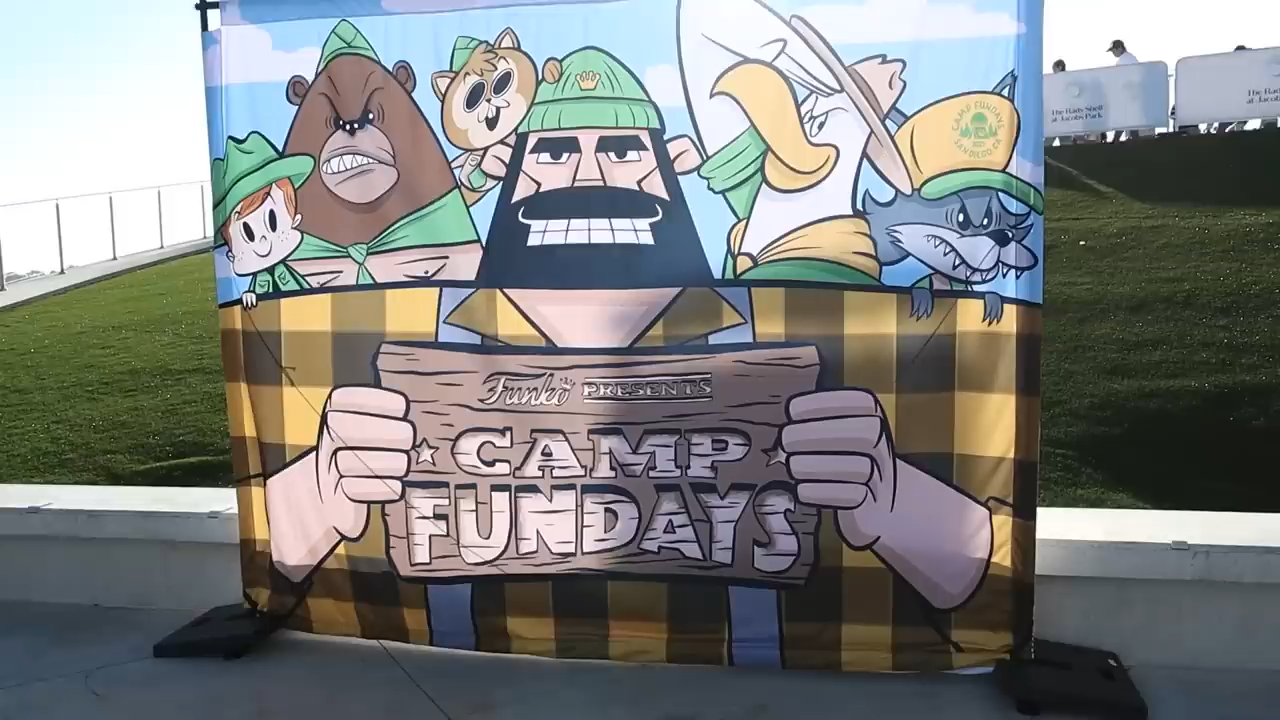 The Rady Shell
at Jacobs Park
CAMP FUNDAYS
SAN DIEGO CA
Funko PRESENTS
CAMP
FUNDAYS